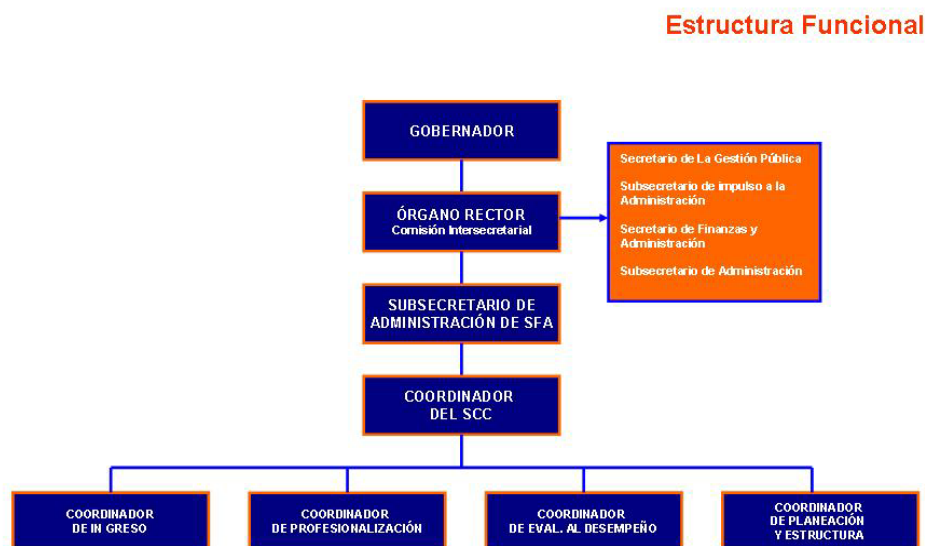 Estructura Funcional
GOBERNADOR
ÓRGANO RECTOR
Comisión Intersecretarial
Secretario de La Gestión Pública
Subsecretario de impulso a la
Administración
Secretario de Finanzas y
Administración
Subsecretario de Administración
SUBSECRETARIO DE
ADMINISTRACIÓN DE SFA
COORDINADOR
DEL SCC
COORDINADOR
DE IN GRESO
COORDINADOR
DE PROFESIONALIZACIÓN
COORDINADOR
DE EVAL. AL DESEMPEÑO
COORDINADOR
DE PLANEACIÓN
Y ESTRUCTURA